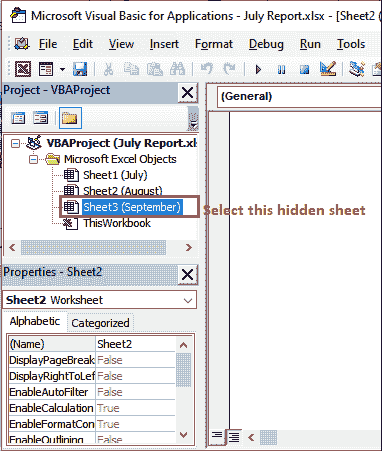 Microsoft Visual Basic for Applications - July Report.xlsx - [Sheet2 (
File Edit View Insert Format Debug Run Tools
Project - VBAProject
(General)
VBAProject (July Report.xl
Microsoft Excel Objects
Sheet1 (July)
Sheet2 (August)
Sheet3 (September)
Select this hidden sheet
ThisWorkbook
Properties - Sheet2
Sheet2 Worksheet
Alphabetic Categorized
(Name) Sheet2
DisplayPageBreak False
DisplayRightToLef False
EnableAutoFilter False
EnableCalculation True
EnableFormatCon True
EnableOutlining False